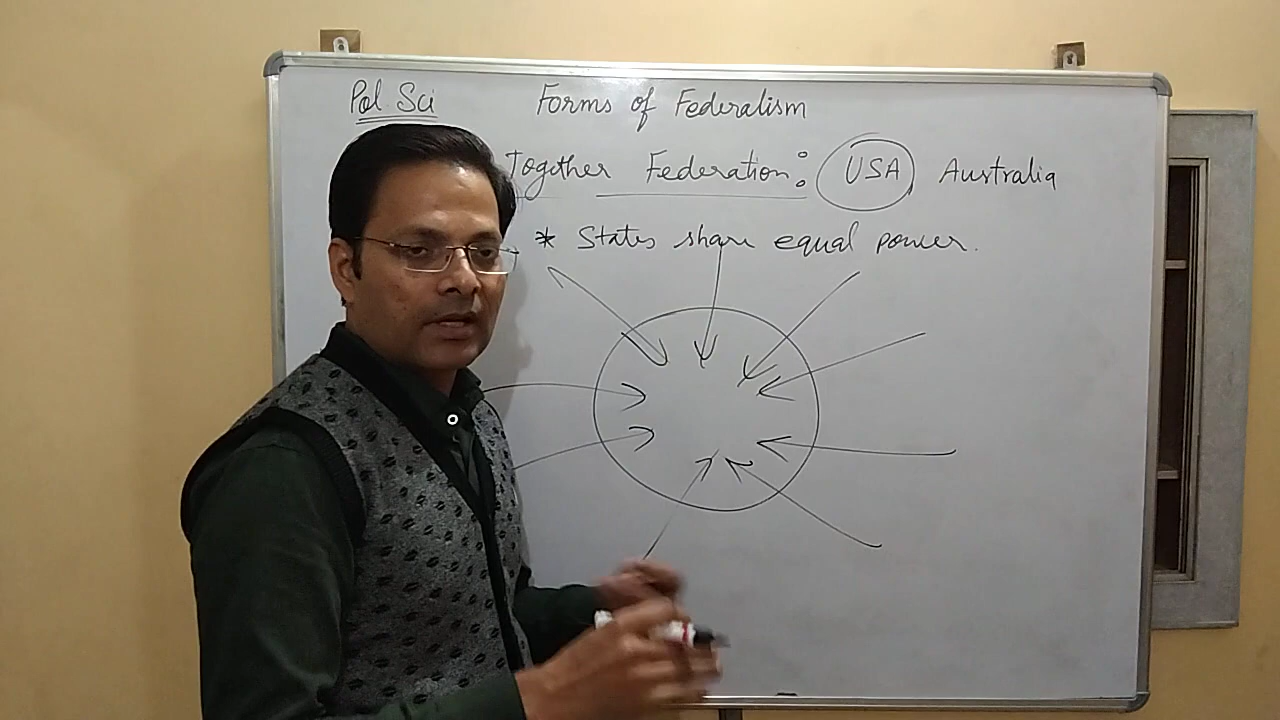 Pol Sci Forms of Federalism
Together Federation: USA Australia
* States share equal power.